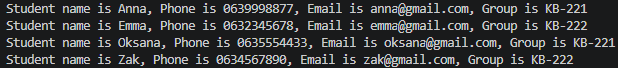 Student name is Anna, Phone is 0639998877, Email is anna@gmail.com, Group is KB-221
Student name is Emma, Phone is 0632345678, Email is emma@gmail.com, Group is KB-222
Student name is Oksana, Phone is 0635554433, Email is oksana@gmail.com, Group is KB-221
Student name is Zak, Phone is 0634567890, Email is zak@gmail.com, Group is KB-222